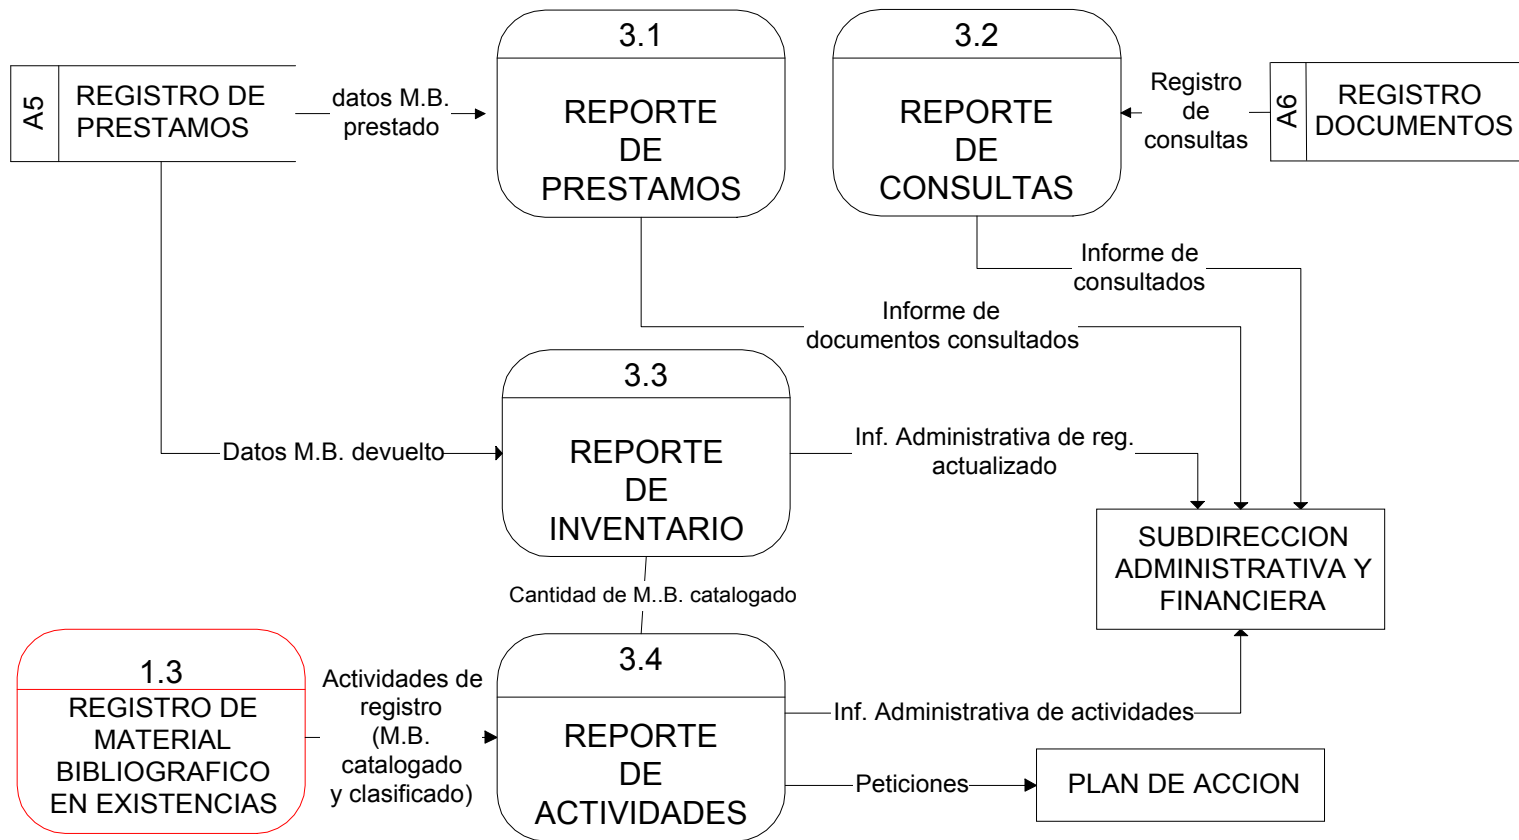 A5
REGISTRO DE
PRESTAMOS
datos M.B.
prestado
3.1
REPORTE
DE
PRESTAMOS
3.2
REPORTE
DE
CONSULTAS
Registro
de
consultas
A6
REGISTRO
DOCUMENTOS
Informe de
consultados
Informe de
documentos consultados
Datos M.B. devuelto
3.3
REPORTE
DE
INVENTARIO
Inf. Administrativa de reg.
actualizado
SUBDIRECCION
ADMINISTRATIVA Y
FINANCIERA
Cantidad de M..B. catalogado
1.3
REGISTRO DE
MATERIAL
BIBLIOGRAFICO
EN EXISTENCIAS
Actividades de
registro
(M.B.
catalogado
y clasificado)
3.4
REPORTE
DE
ACTIVIDADES
Inf. Administrativa de actividades
Peticiones
PLAN DE ACCION